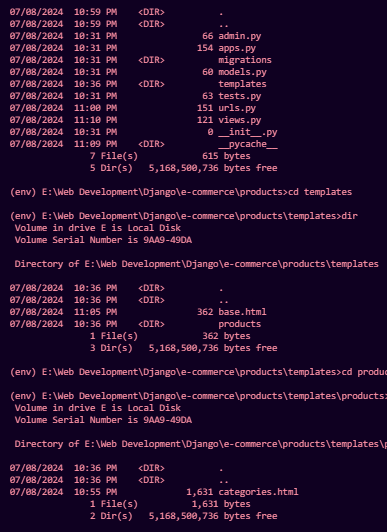 07/08/2024  10:59 PM    <DIR>          .
07/08/2024  10:59 PM    <DIR>          ..
07/08/2024  10:31 PM                66 admin.py
07/08/2024  10:31 PM               154 apps.py
07/08/2024  10:31 PM    <DIR>          migrations
07/08/2024  10:31 PM                60 models.py
07/08/2024  10:36 PM    <DIR>          templates
07/08/2024  10:31 PM                63 tests.py
07/08/2024  11:00 PM               151 urls.py
07/08/2024  11:10 PM               121 views.py
07/08/2024  10:31 PM                 0 __init__.py
07/08/2024  11:09 PM    <DIR>          __pycache__
               7 File(s)            615 bytes
               5 Dir(s)   5,168,500,736 bytes free
(env) E:\Web Development\Django\e-commerce\products>cd templates
(env) E:\Web Development\Django\e-commerce\products\templates>dir
 Volume in drive E is Local Disk
 Volume Serial Number is 9AA9-49DA
 Directory of E:\Web Development\Django\e-commerce\products\templates
07/08/2024  10:36 PM    <DIR>          .
07/08/2024  10:36 PM    <DIR>          ..
07/08/2024  11:05 PM               362 base.html
07/08/2024  10:36 PM    <DIR>          products
               1 File(s)            362 bytes
               3 Dir(s)   5,168,500,736 bytes free
(env) E:\Web Development\Django\e-commerce\products\templates>cd produc
(env) E:\Web Development\Django\e-commerce\products\templates\products>
 Volume in drive E is Local Disk
 Volume Serial Number is 9AA9-49DA
 Directory of E:\Web Development\Django\e-commerce\products\templates\p
07/08/2024  10:36 PM    <DIR>          .
07/08/2024  10:36 PM    <DIR>          ..
07/08/2024  10:55 PM             1,631 categories.html
               1 File(s)          1,631 bytes
               2 Dir(s)   5,168,500,736 bytes free